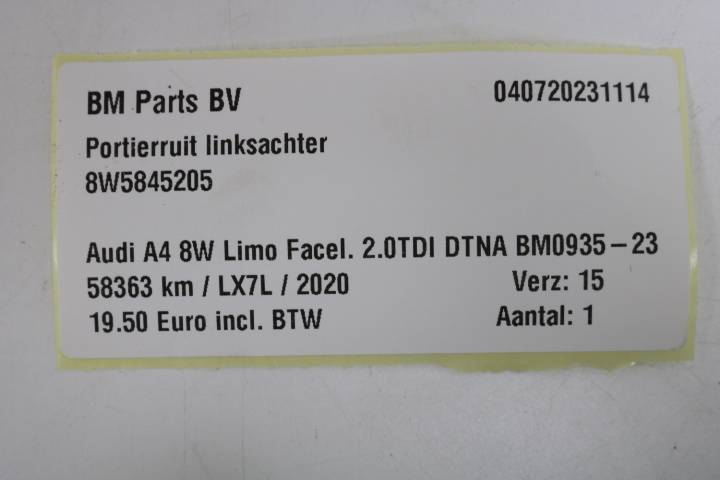 BM Parts BV 040720231114
Portierruit linksachter
8W5845205
Audi A4 8W Limo Facel. 2.0TDI DTNA BM0935-23
58363 km / LX7L / 2020 Verz: 15
19.50 Euro incl. BTW Aantal: 1